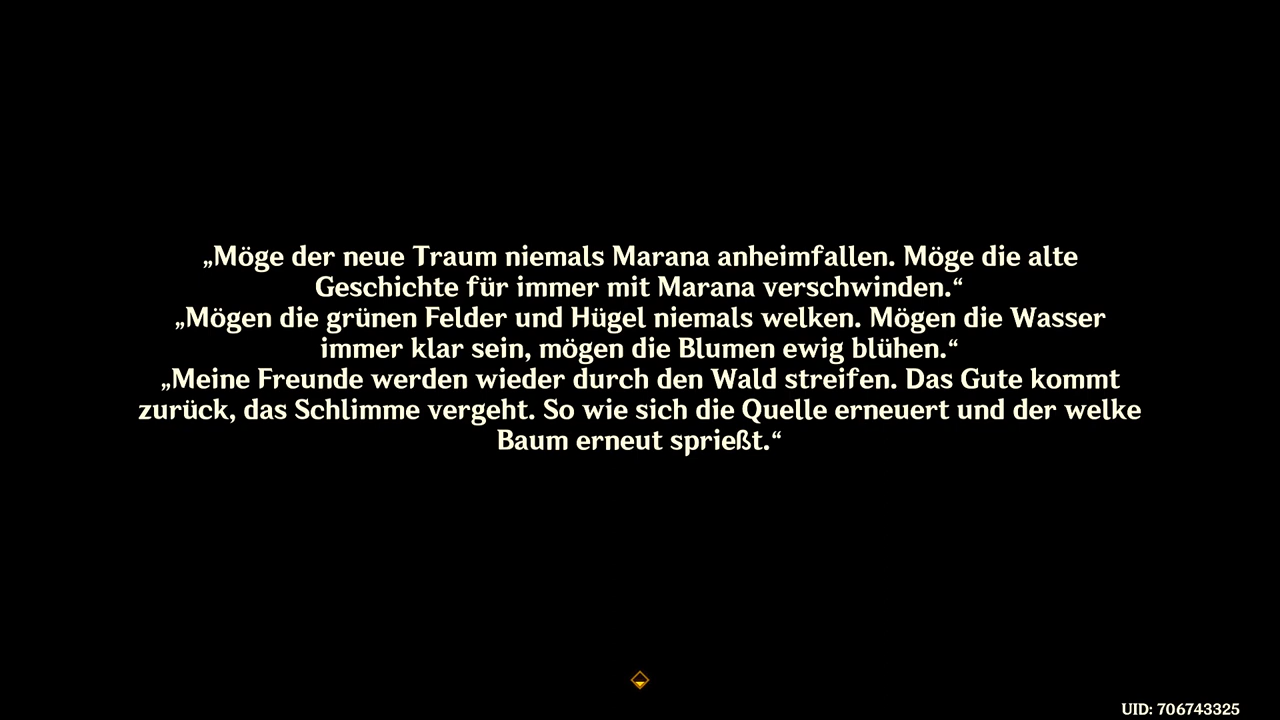 „Möge der neue Traum niemals Marana anheimfallen. Möge die alte
Geschichte für immer mit Marana verschwinden.“
„Mögen die grünen Felder und Hügel niemals welken. Mögen die Wasser
immer klar sein, mögen die Blumen ewig blühen.“
„Meine Freunde werden wieder durch den Wald streifen. Das Gute kommt
zurück, das Schlimme vergeht. So wie sich die Quelle erneuert und der welke
Baum erneut sprießt.“
UID: 706743325